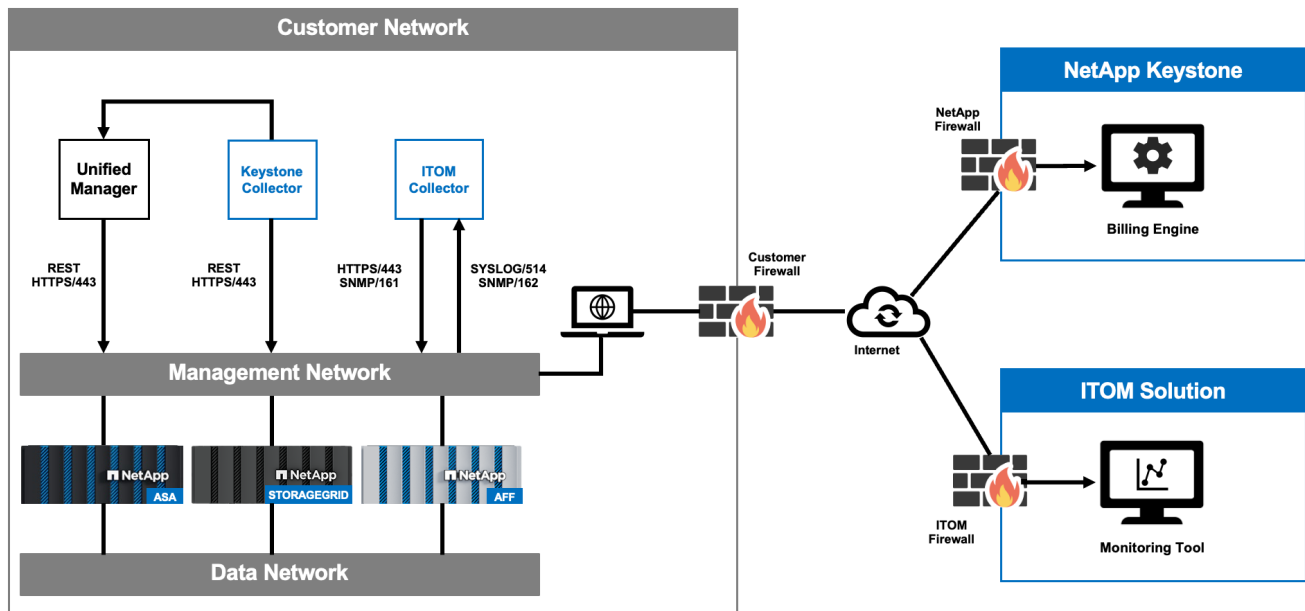 Customer Network
NetApp Keystone
NetApp
Firewall
Unified
Manager
Keystone
Collector
ITOM
Collector
Billing Engine
REST
HTTPS/443
REST
HTTPS/443
HTTPS/443
SNMP/161
SYSLOG/514
SNMP/162
Customer
Firewall
Internet
Management Network
ITOM Solution
NetApp
ASA
NetApp
STORAGEGRID
NetApp
AFF
ITOM
Firewall
Monitoring Tool
Data Network